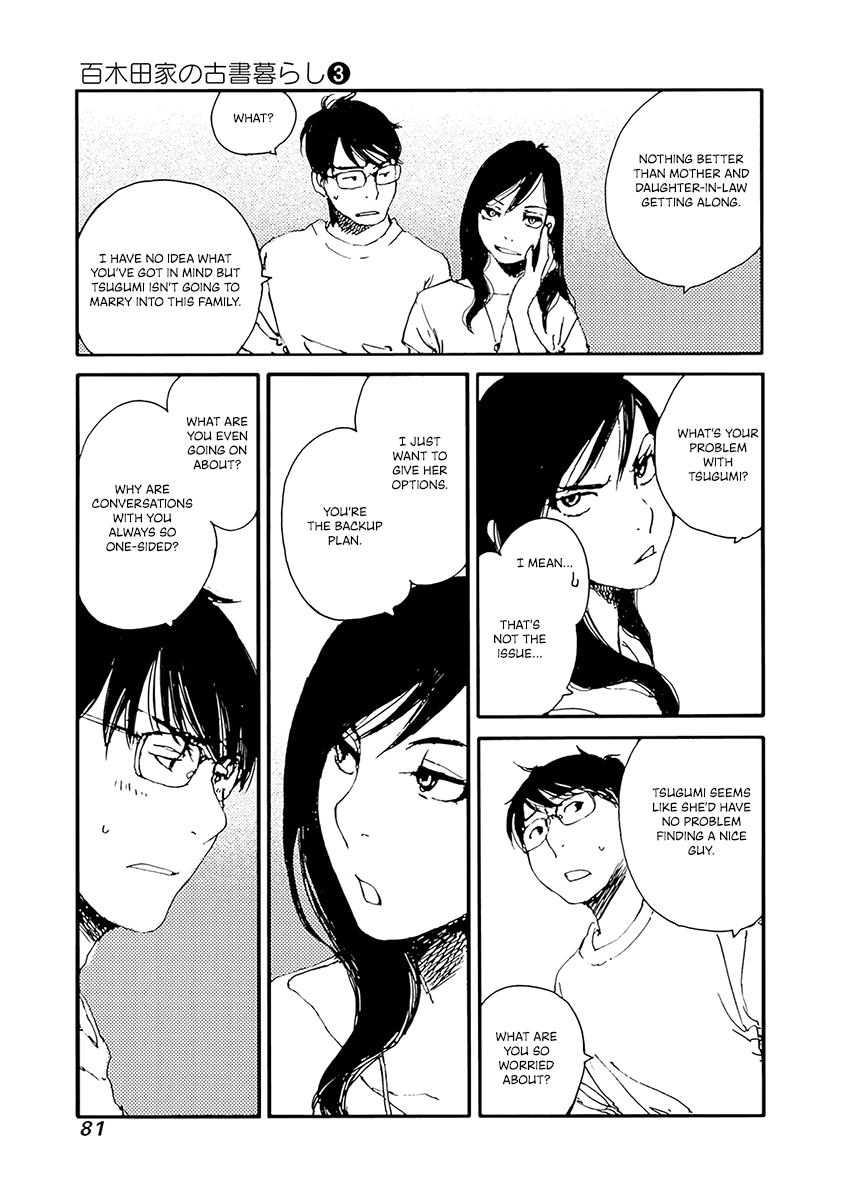 百木田家の古書暮らし❸
NOTHING BETTER
THAN MOTHER AND
DAUGHTER-IN-LAW
GETTING ALONG.
WHAT?
I HAVE NO IDEA WHAT
YOU'VE GOT IN MIND BUT
TSUGUMI ISN'T GOING TO
MARRY INTO THIS FAMILY.
WHAT'S YOUR
PROBLEM
WITH
TSUGUMI?
I MEAN...
THAT'S
NOT THE
ISSUE...
TSUGUMI SEEMS
LIKE SHE'D HAVE
NO PROBLEM
FINDING A NICE
GUY.
WHAT ARE
YOU SO
WORRIED
ABOUT?
I JUST
WANT TO
GIVE HER
OPTIONS.
YOU'RE
THE BACKUP
PLAN.
WHAT ARE
YOU EVEN
GOING ON
ABOUT?
WHY ARE
CONVERSATIONS
WITH YOU
ALWAYS SO
ONE-SIDED?
81